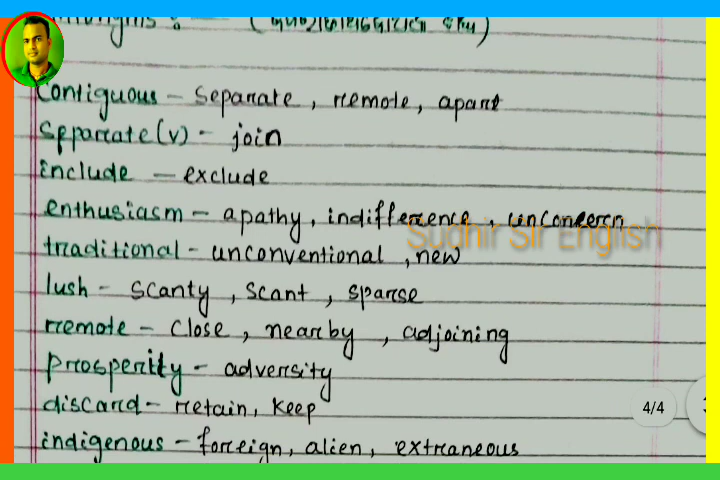 Contiguous – separate, remote, apart
Separate (v) – join
include – exclude
enthusiasm – apathy, indifference, unconcern
Sudhir Sir English
traditional – unconventional, new
lush – scanty, scant, sparse
remote – close, nearby, adjoining
Prosperity – adversity
discard – retain, keep
4/4
indigenous – foreign, alien, extraneous